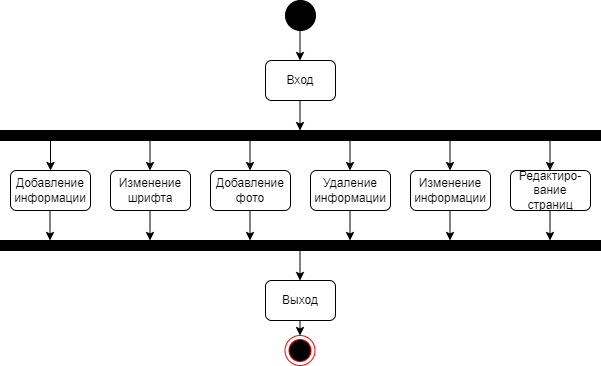 Вход
Добавление
информации
Изменение
шрифта
Добавление
фото
Удаление
информации
Изменение
информации
Редактиро-
вание
страниц
Выход